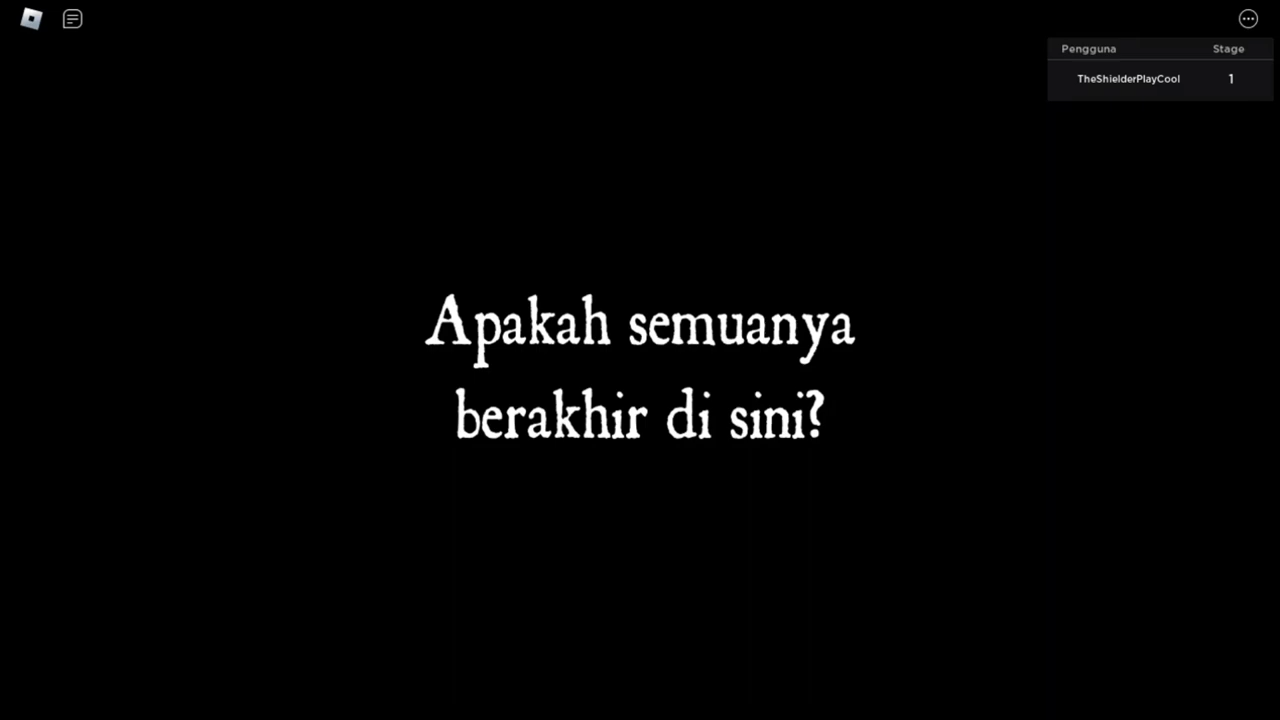 Pengguna Stage
TheShielderPlayCool 1
Apakah semuanya
berakhir di sini?